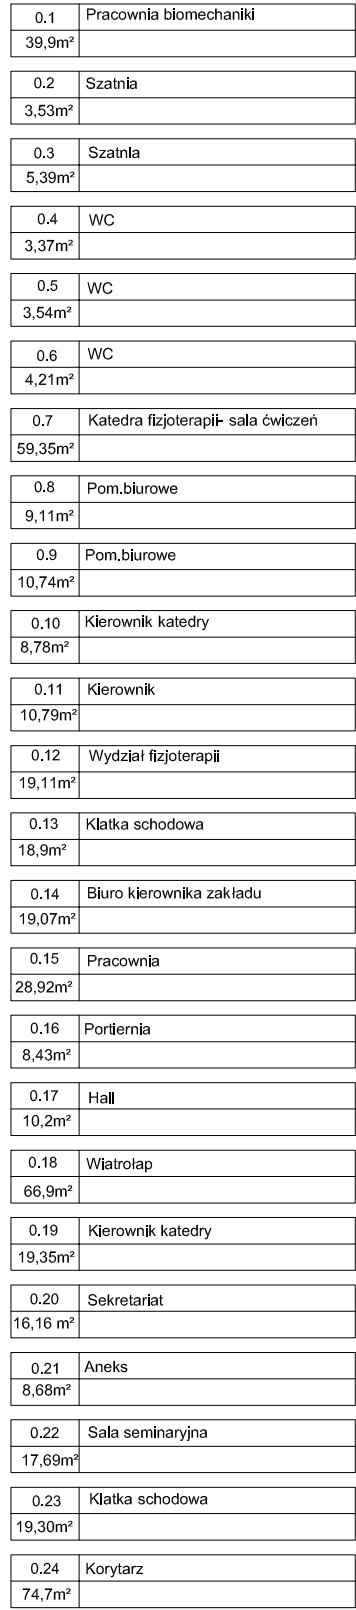 0.1 Pracownia biomechaniki
39,9m²
0.2 Szatnia
3,53m²
0.3 Szatnia
5,39m²
0.4 WC
3,37m²
0.5 WC
3,54m²
0.6 WC
4,21m²
0.7 Katedra fizjoterapii- sala ćwiczeń
59,35m²
0.8 Pom.biurowe
9,11m²
0.9 Pom.biurowe
10,74m²
0.10 Kierownik katedry
8,78m²
0.11 Kierownik
10,79m²
0.12 Wydział fizjoterapii
19,11m²
0.13 Klatka schodowa
18,9m²
0.14 Biuro kierownika zakładu
19,07m²
0.15 Pracownia
28,92m²
0.16 Portiernia
8,43m²
0.17 Hall
10,2m²
0.18 Wiatrołap
66,9m²
0.19 Kierownik katedry
19,35m²
0.20 Sekretariat
16,16 m²
0.21 Aneks
8,68m²
0.22 Sala seminaryjna
17,69m²
0.23 Klatka schodowa
19,30m²
0.24 Korytarz
74,7m²